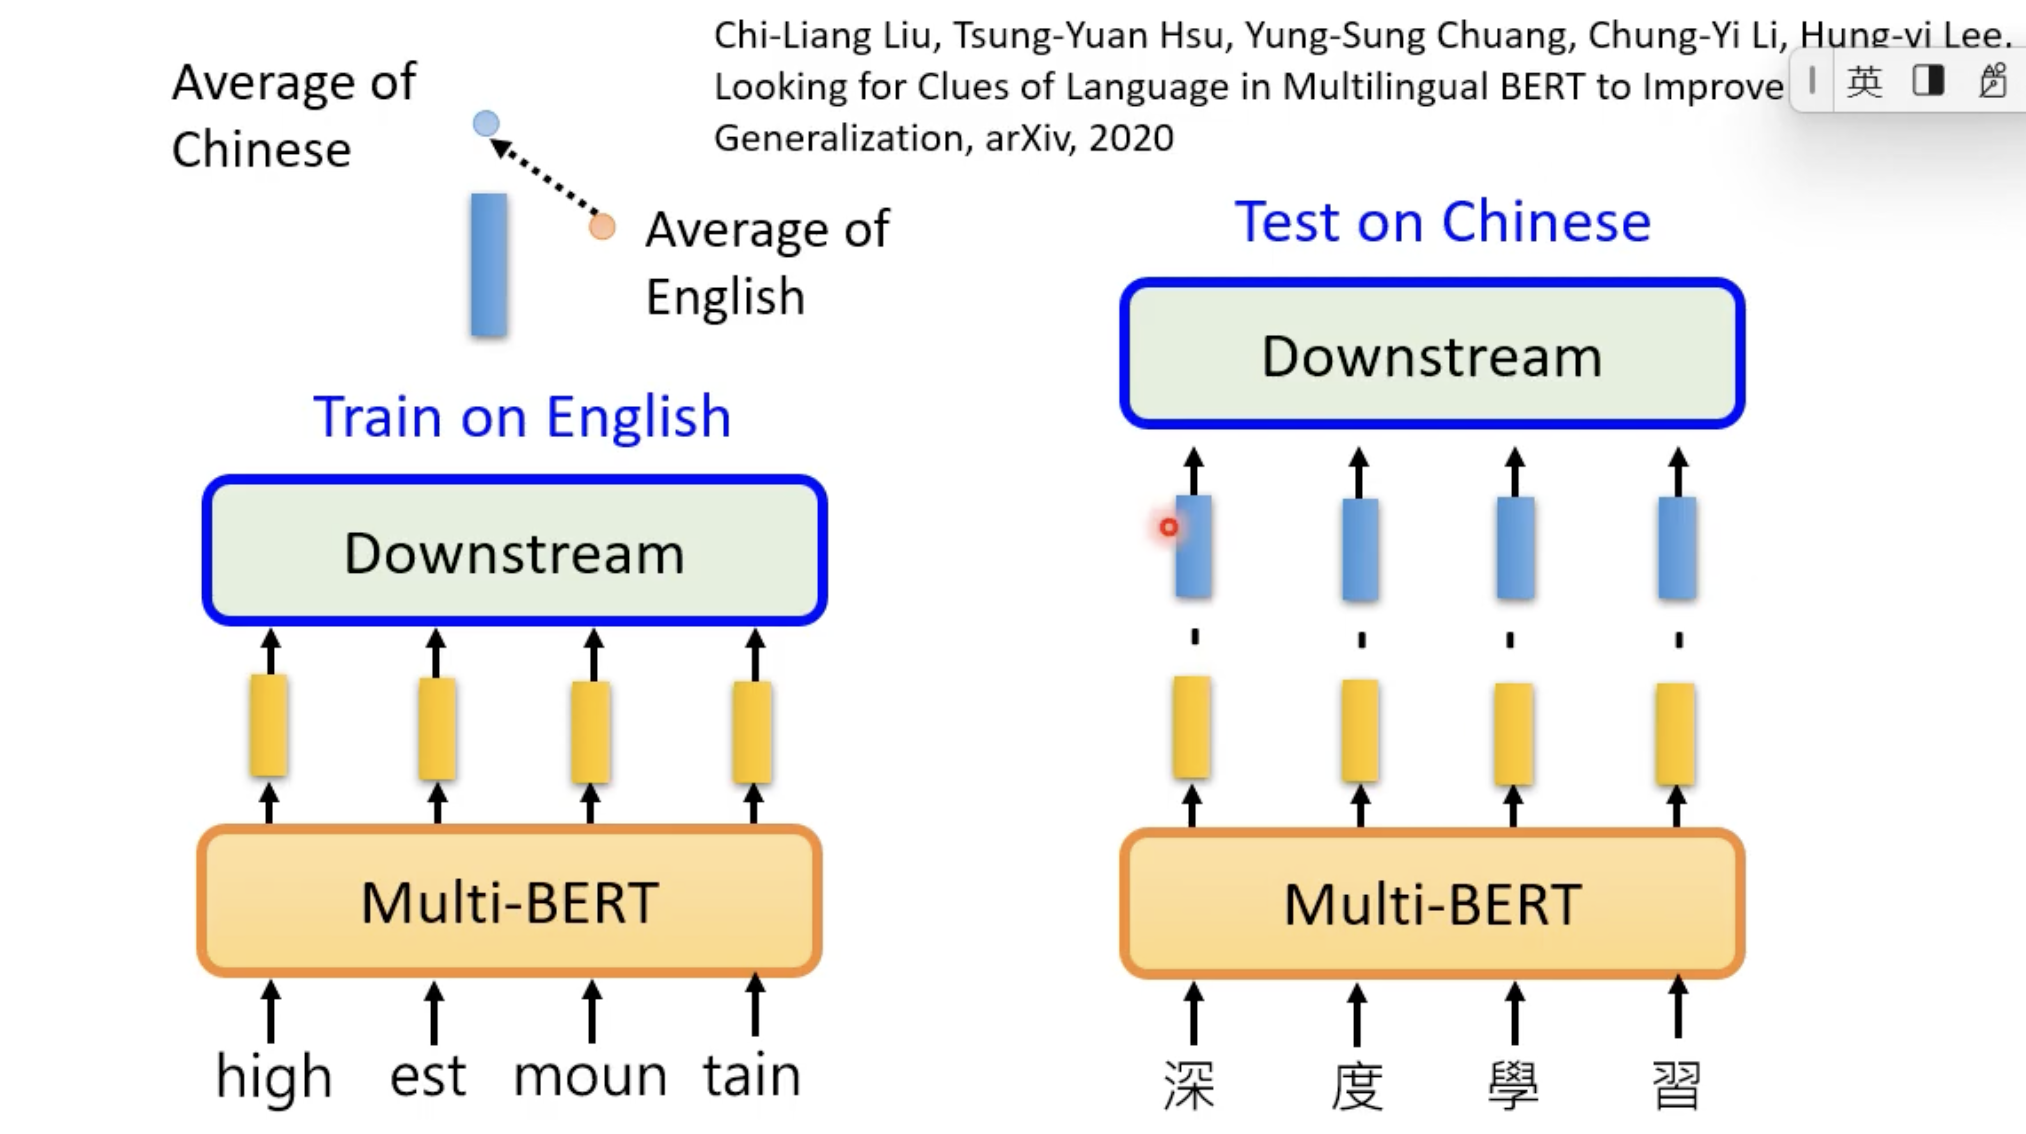 Chi-Liang Liu, Tsung-Yuan Hsu, Yung-Sung Chuang, Chung-Yi Li, Hung-yi Lee,
Looking for Clues of Language in Multilingual BERT to Improve
Generalization, arXiv, 2020
英
Average of
Chinese
Average of
English
Train on English
Downstream
Multi-BERT
high est moun tain
Test on Chinese
Downstream
Multi-BERT
深 度 學 習